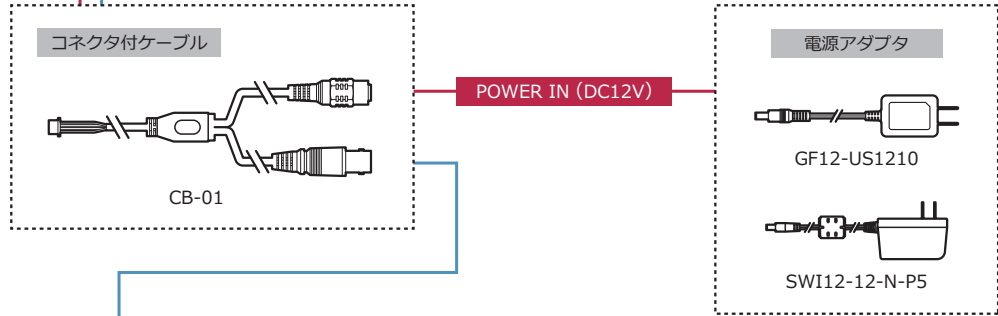 コネクタ付ケーブル
CB-01
POWER IN（DC12V）
電源アダプタ
GF12-US1210
SWI12-12-N-P5